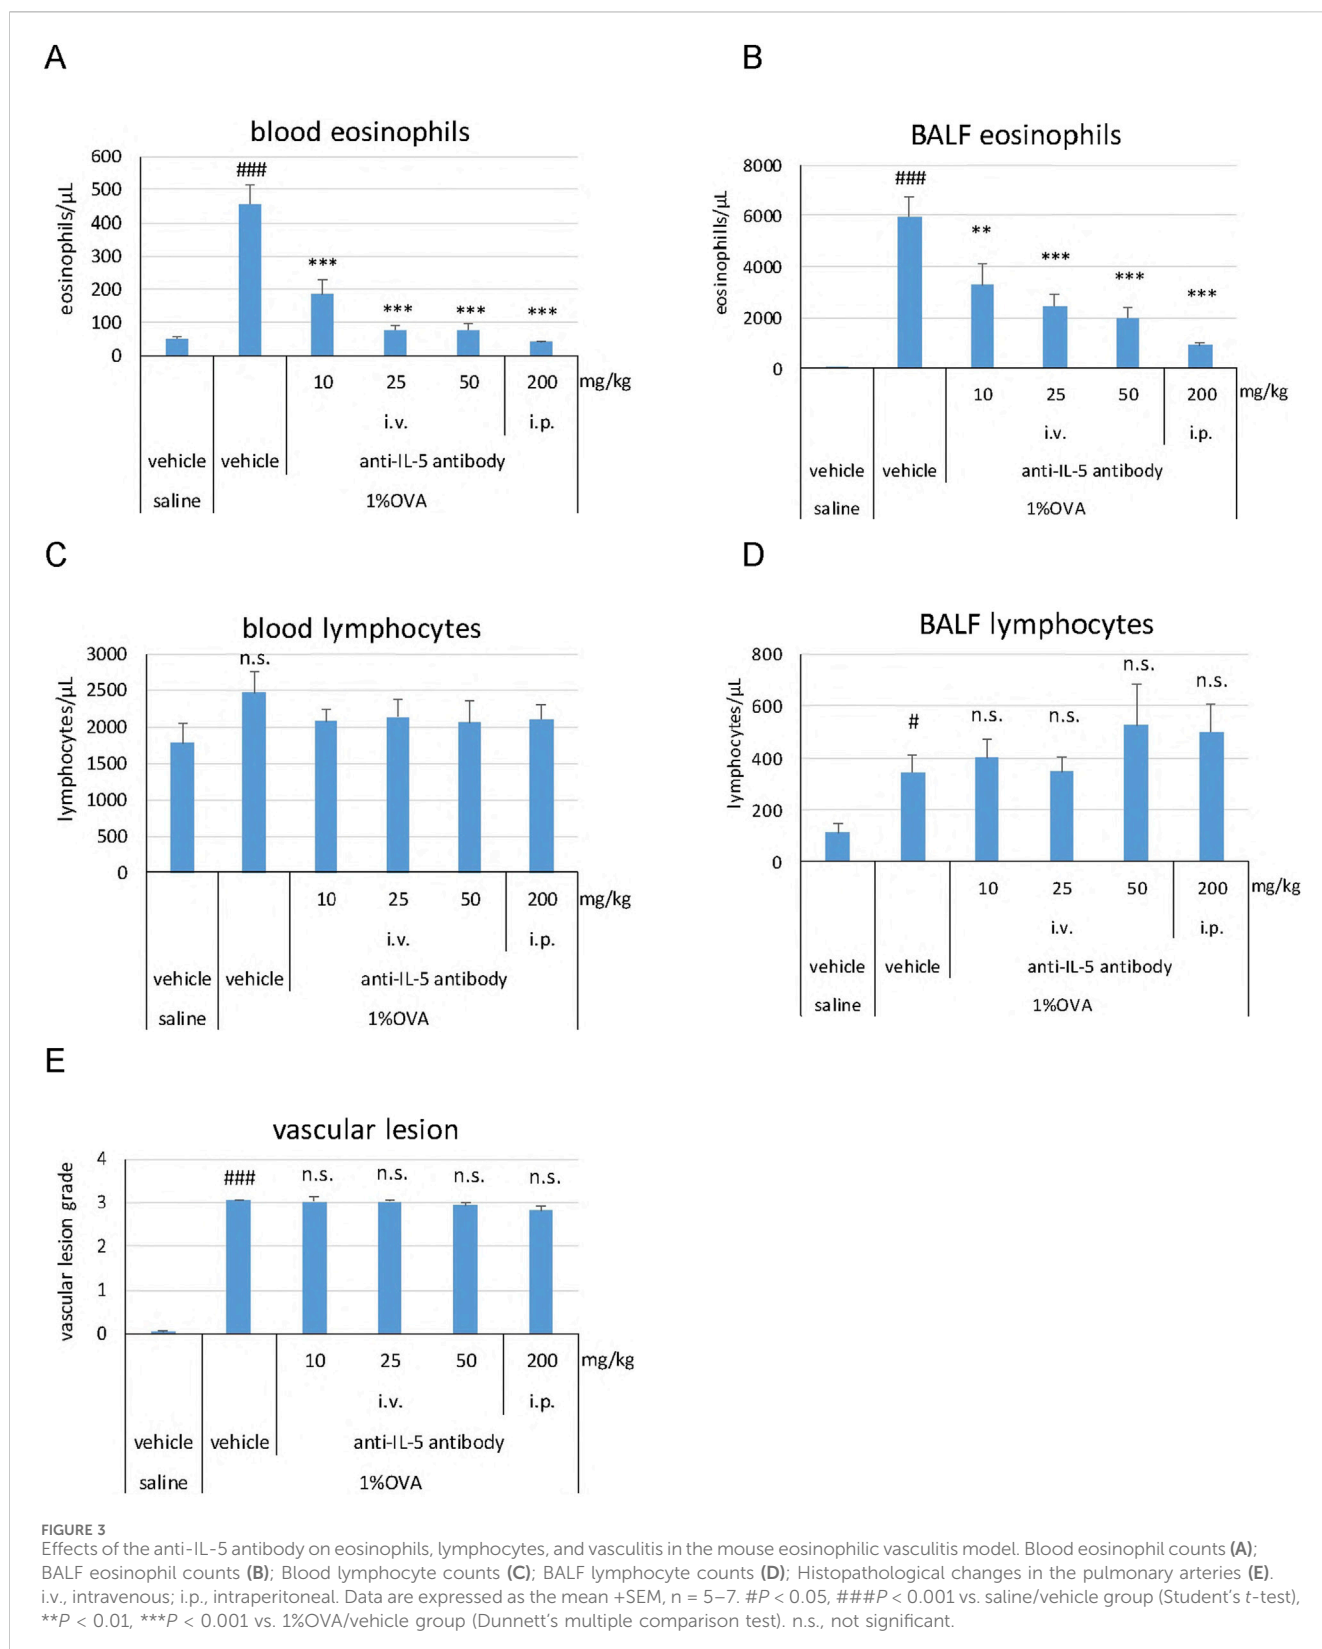 A
blood eosinophils
eosinophils/µL
600
500
400
300
200
100
0
###
***
***
***
***
10 25 50 200 mg/kg
i.v. i.p.
vehicle vehicle anti-IL-5 antibody
saline 1%OVA
B
BALF eosinophils
eosinophills/µL
8000
6000
4000
2000
0
###
**
***
***
***
10 25 50 200 mg/kg
i.v. i.p.
vehicle vehicle anti-IL-5 antibody
saline 1%OVA
C
blood lymphocytes
lymphocytes/µL
3000
2500
2000
1500
1000
500
0
n.s.
10 25 50 200 mg/kg
i.v. i.p.
vehicle vehicle anti-IL-5 antibody
saline 1%OVA
D
BALF lymphocytes
lymphocytes/µL
800
600
400
200
0
#
n.s.
n.s.
n.s.
n.s.
10 25 50 200 mg/kg
i.v. i.p.
vehicle vehicle anti-IL-5 antibody
saline 1%OVA
E
vascular lesion
vascular lesion grade
4
3
2
1
0
###
n.s.
n.s.
n.s.
n.s.
10 25 50 200 mg/kg
i.v. i.p.
vehicle vehicle anti-IL-5 antibody
saline 1%OVA
FIGURE 3
Effects of the anti-IL-5 antibody on eosinophils, lymphocytes, and vasculitis in the mouse eosinophilic vasculitis model. Blood eosinophil counts (A);
BALF eosinophil counts (B); Blood lymphocyte counts (C); BALF lymphocyte counts (D); Histopathological changes in the pulmonary arteries (E).
i.v., intravenous; i.p., intraperitoneal. Data are expressed as the mean +SEM, n = 5–7. #P < 0.05, ###P < 0.001 vs. saline/vehicle group (Student's t-test),
**P < 0.01, ***P < 0.001 vs. 1%OVA/vehicle group (Dunnett's multiple comparison test). n.s., not significant.